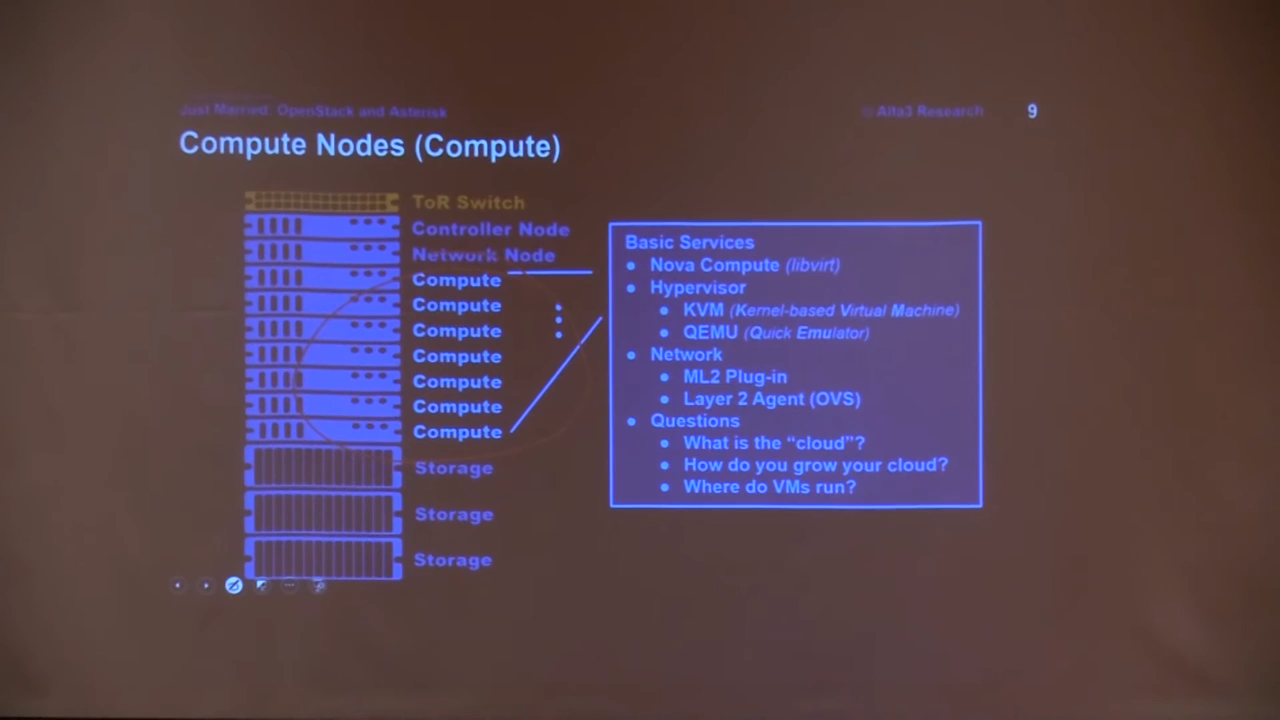 Just Married: OpenStack and Asterisk
© Alta3 Research
9
Compute Nodes (Compute)
ToR Switch
Controller Node
Network Node
Compute
Compute
Compute
Compute
Compute
Compute
Compute
Storage
Storage
Storage
Basic Services
● Nova Compute (libvirt)
● Hypervisor
● KVM (Kernel-based Virtual Machine)
● QEMU (Quick Emulator)
● Network
● ML2 Plug-in
● Layer 2 Agent (OVS)
● Questions
● What is the “cloud”?
● How do you grow your cloud?
● Where do VMs run?